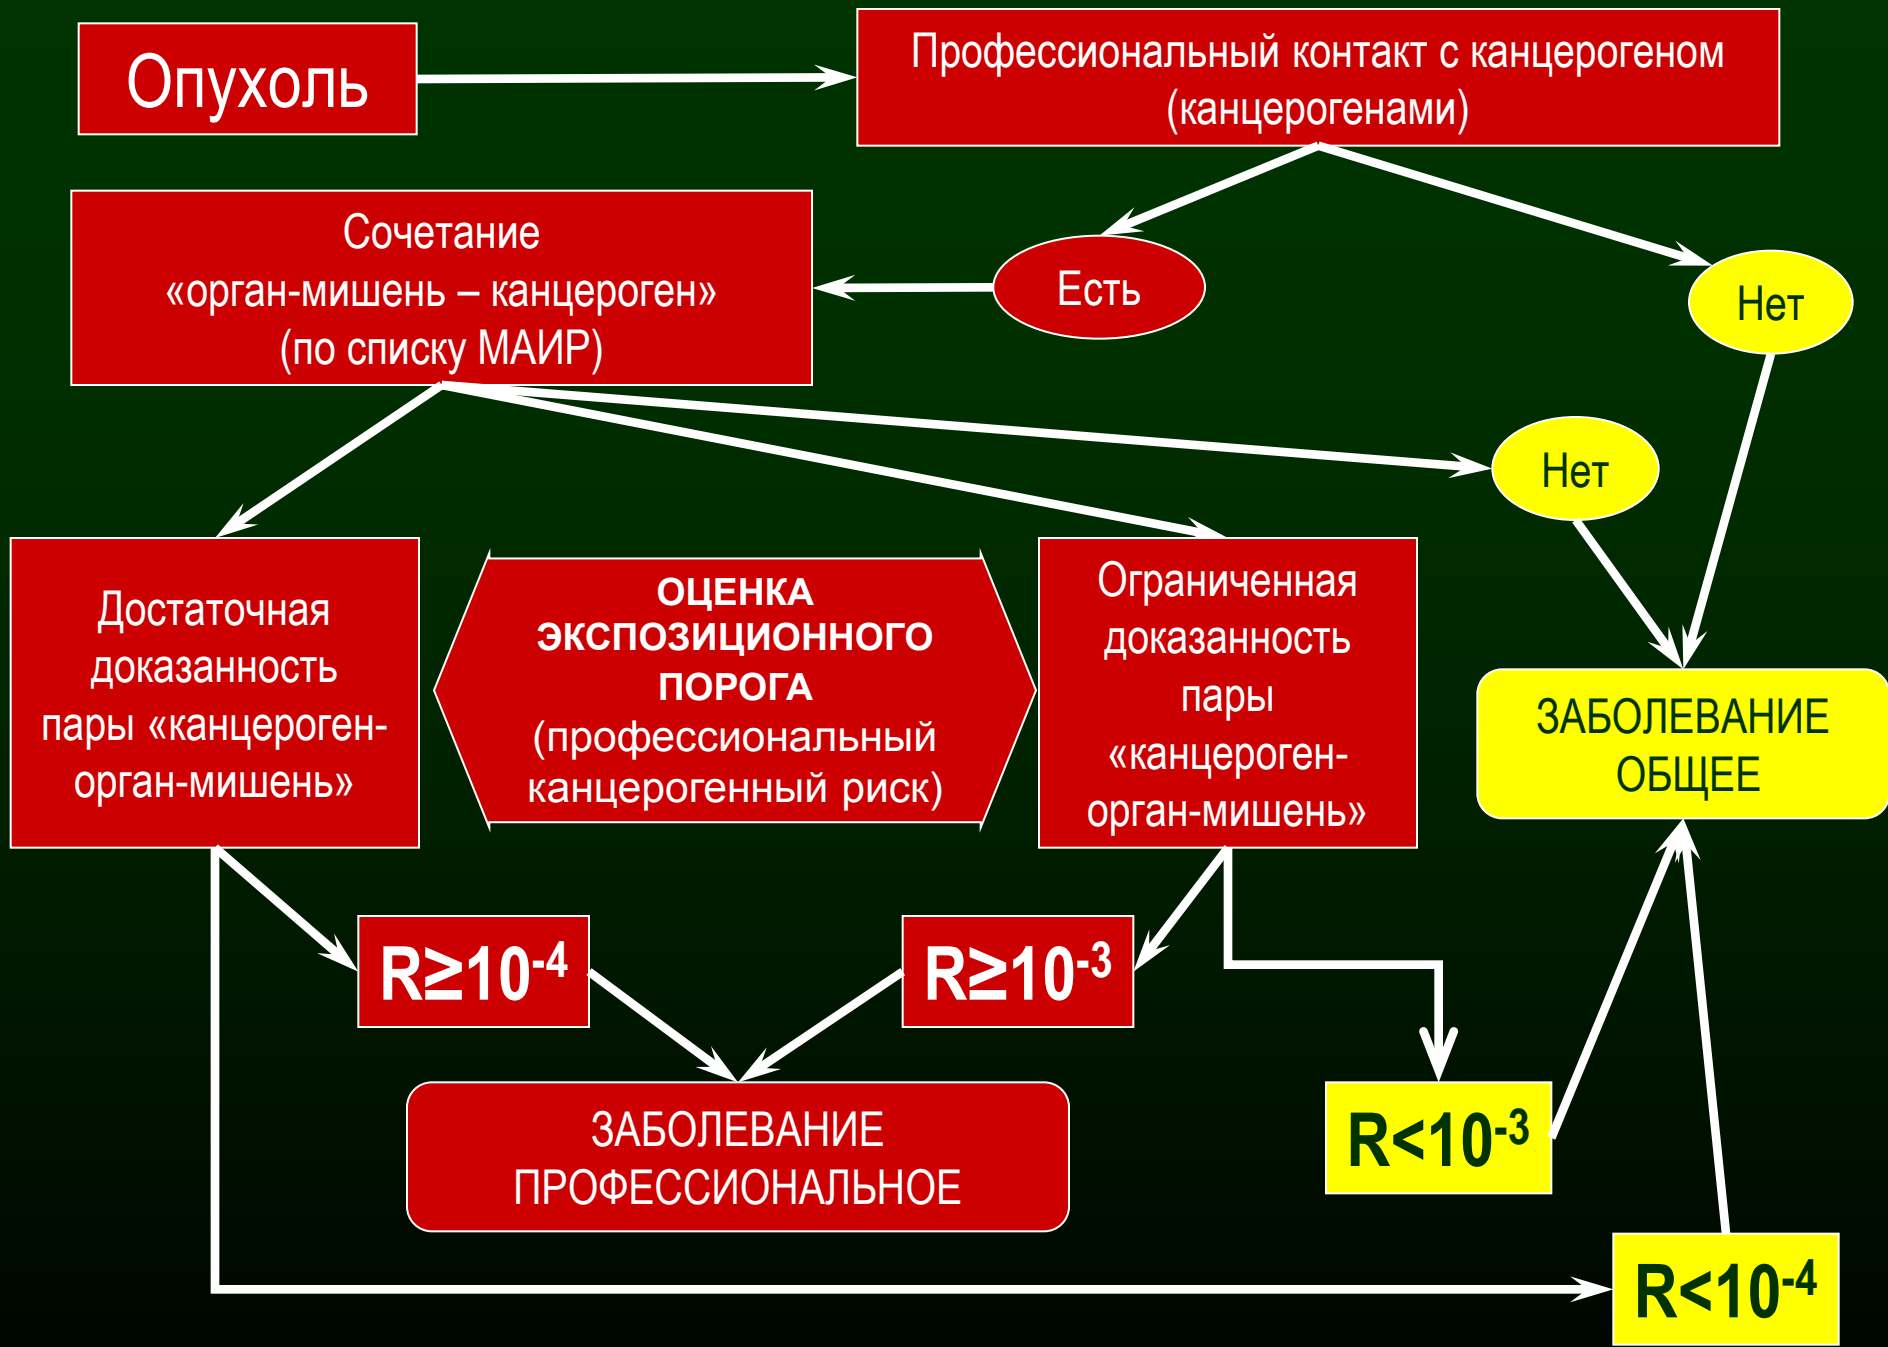 Опухоль
Профессиональный контакт с канцерогеном
(канцерогенами)
Сочетание
«орган-мишень – канцероген»
(по списку МАИР)
Есть
Нет
Нет
Достаточная
доказанность
пары «канцероген-
орган-мишень»
ОЦЕНКА
ЭКСПОЗИЦИОННОГО
ПОРОГА
(профессиональный
канцерогенный риск)
Ограниченная
доказанность
пары
«канцероген-
орган-мишень»
ЗАБОЛЕВАНИЕ
ОБЩЕЕ
R≥10⁻⁴
R≥10⁻³
ЗАБОЛЕВАНИЕ
ПРОФЕССИОНАЛЬНОЕ
R<10⁻³
R<10⁻⁴